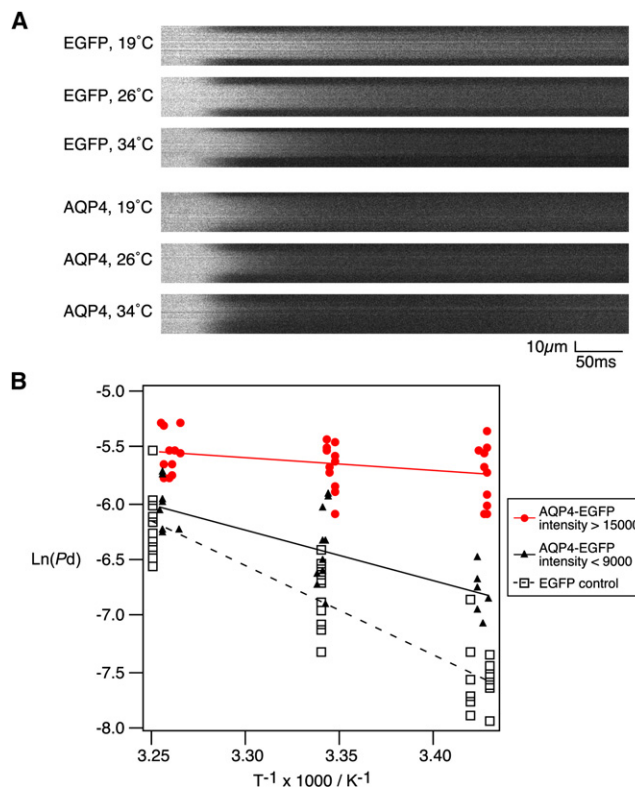 A
EGFP, 19˚C
EGFP, 26˚C
EGFP, 34˚C
AQP4, 19˚C
AQP4, 26˚C
AQP4, 34˚C
10µm
50ms
B
-5.0
-5.5
-6.0
-6.5
-7.0
-7.5
-8.0
Ln(Pd)
3.25
3.30
3.35
3.40
T-1 x 1000 / K-1
AQP4-EGFP
intensity > 15000
AQP4-EGFP
intensity < 9000
EGFP control